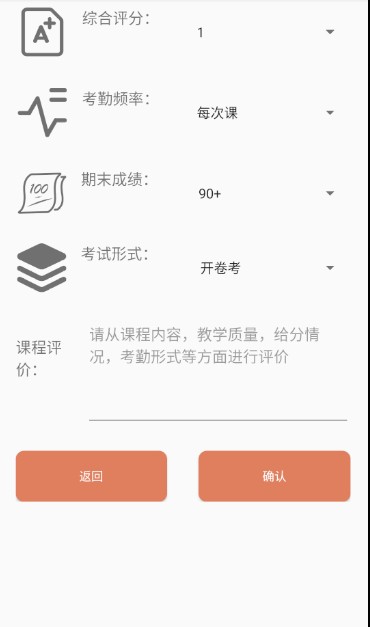 A+
综合评分：
1
考勤频率：
每次课
100
期末成绩：
90+
考试形式：
开卷考
课程评
价：
请从课程内容，教学质量，给分情
况，考勤形式等方面进行评价
返回
确认